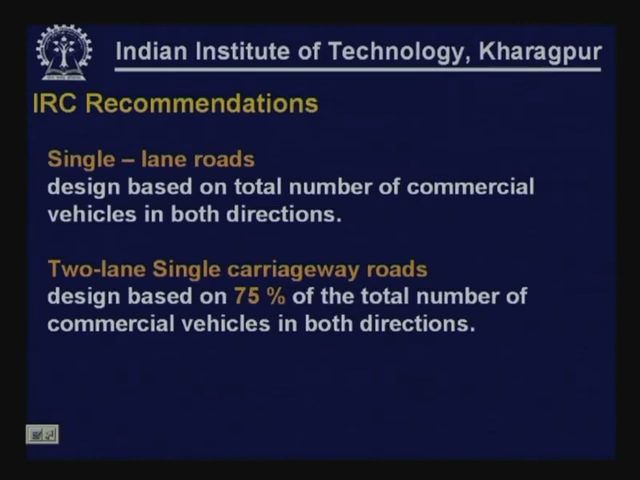 Indian Institute of Technology, Kharagpur
IRC Recommendations
Single – lane roads
design based on total number of commercial
vehicles in both directions.
Two-lane Single carriageway roads
design based on 75 % of the total number of
commercial vehicles in both directions.